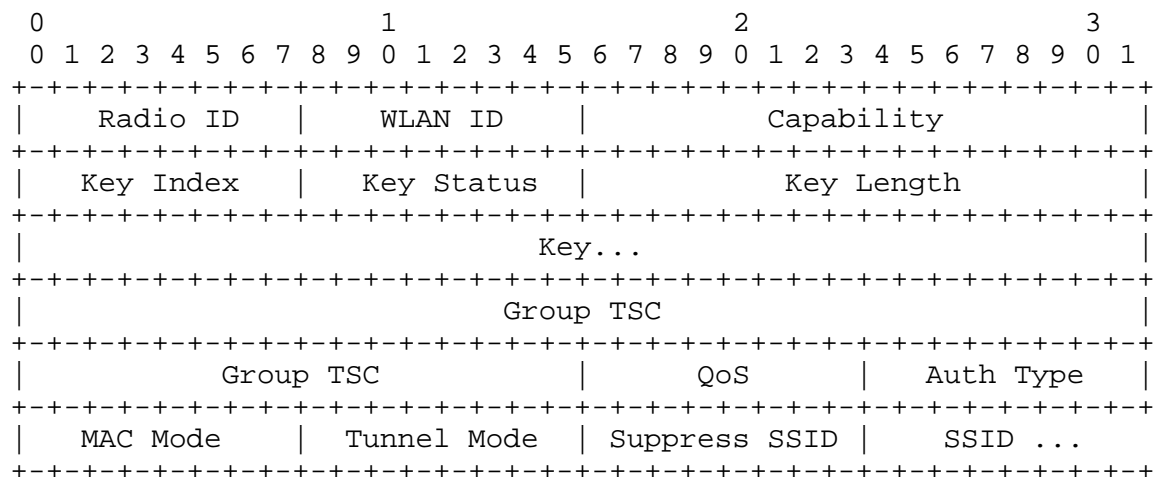 0                   1                   2                   3
 0 1 2 3 4 5 6 7 8 9 0 1 2 3 4 5 6 7 8 9 0 1 2 3 4 5 6 7 8 9 0 1
+-+-+-+-+-+-+-+-+-+-+-+-+-+-+-+-+-+-+-+-+-+-+-+-+-+-+-+-+-+-+-+-+
|    Radio ID   |    WLAN ID    |          Capability           |
+-+-+-+-+-+-+-+-+-+-+-+-+-+-+-+-+-+-+-+-+-+-+-+-+-+-+-+-+-+-+-+-+
|   Key Index   |   Key Status  |           Key Length          |
+-+-+-+-+-+-+-+-+-+-+-+-+-+-+-+-+-+-+-+-+-+-+-+-+-+-+-+-+-+-+-+-+
|                             Key...                            |
+-+-+-+-+-+-+-+-+-+-+-+-+-+-+-+-+-+-+-+-+-+-+-+-+-+-+-+-+-+-+-+-+
|                           Group TSC                           |
+-+-+-+-+-+-+-+-+-+-+-+-+-+-+-+-+-+-+-+-+-+-+-+-+-+-+-+-+-+-+-+-+
|           Group TSC           |      QoS      |   Auth Type   |
+-+-+-+-+-+-+-+-+-+-+-+-+-+-+-+-+-+-+-+-+-+-+-+-+-+-+-+-+-+-+-+-+
|   MAC Mode    |  Tunnel Mode  | Suppress SSID |    SSID ...
+-+-+-+-+-+-+-+-+-+-+-+-+-+-+-+-+-+-+-+-+-+-+-+-+-+-+-+-+-+-+-+-+